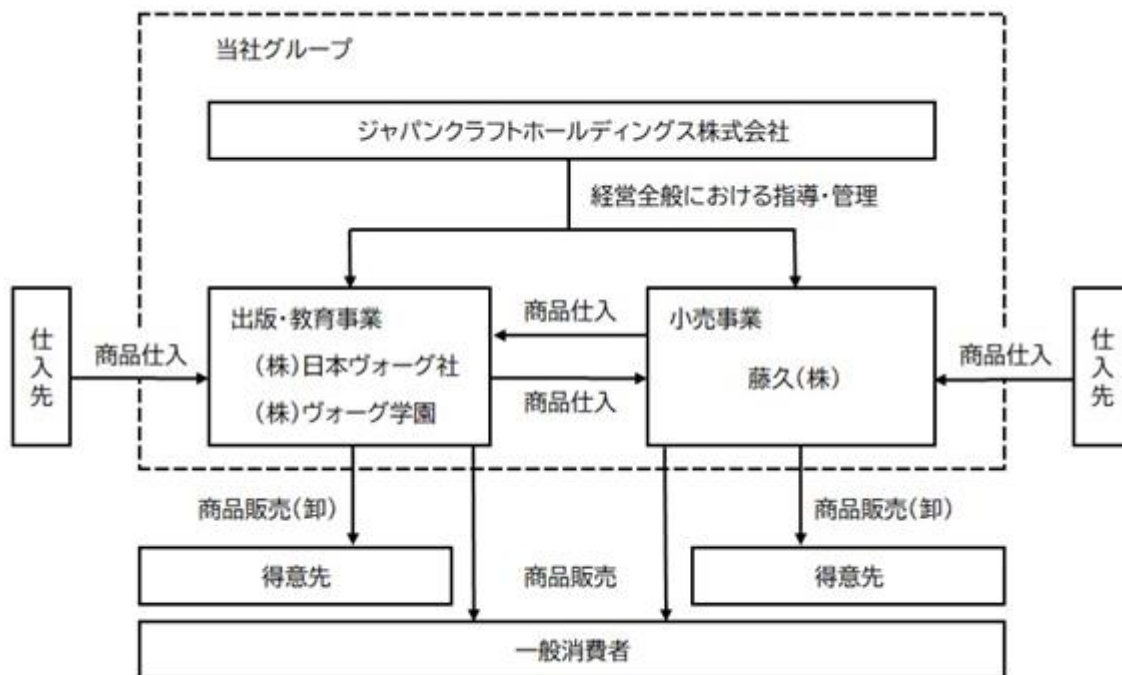 当社グループ
ジャパンクラフトホールディングス株式会社
経営全般における指導・管理
仕入先
商品仕入
出版・教育事業
(株)日本ヴォーグ社
(株)ヴォーグ学園
商品仕入
商品仕入
小売事業
藤久(株)
商品仕入
仕入先
商品販売(卸)
商品販売(卸)
得意先
商品販売
得意先
一般消費者